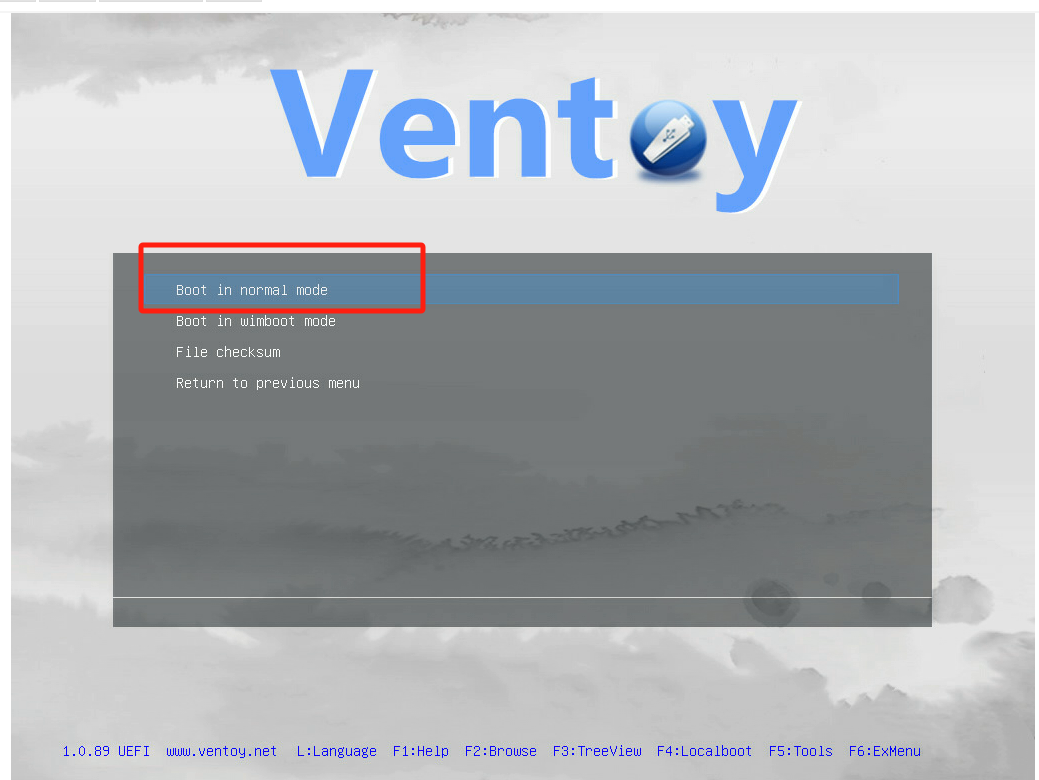 Ventoy
Boot in normal mode
Boot in wimboot mode
File checksum
Return to previous menu
1.0.89 UEFI www.ventoy.net L:Language F1:Help F2:Browse F3:TreeView F4:Localboot F5:Tools F6:ExMenu